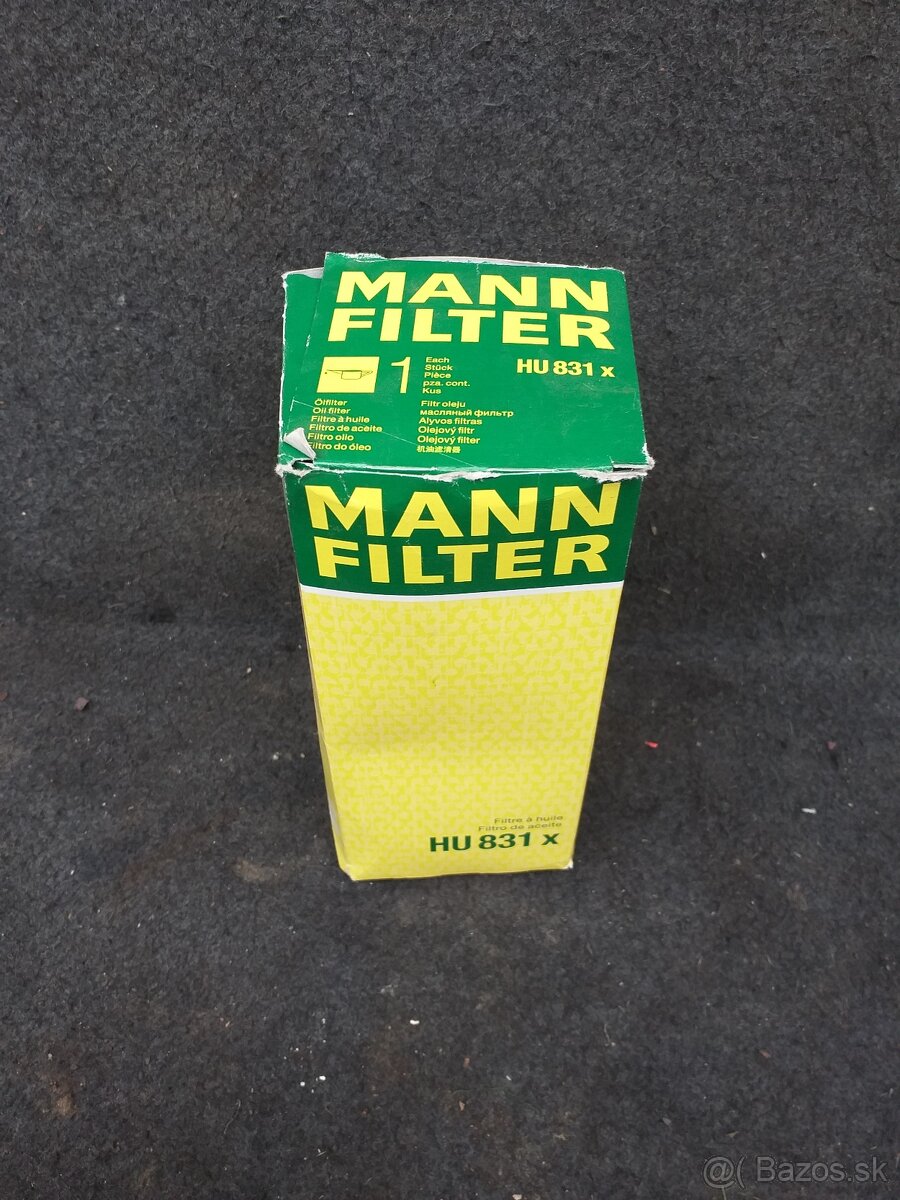 MANN
FILTER
HU 831 x
1
Each
Stück
Pièce
pza. cont.
Kus
Ölfilter
Oil filter
Filtre à huile
Filtro de aceite
Filtro olio
Filtro do óleo
Filtr oleju
масляный фильтр
Alyvos filtras
Olejový filtr
Olejový filter
机油滤清器
MANN
FILTER
Filtre à huile
Filtro de aceite
HU 831 x
@( Bazos.sk